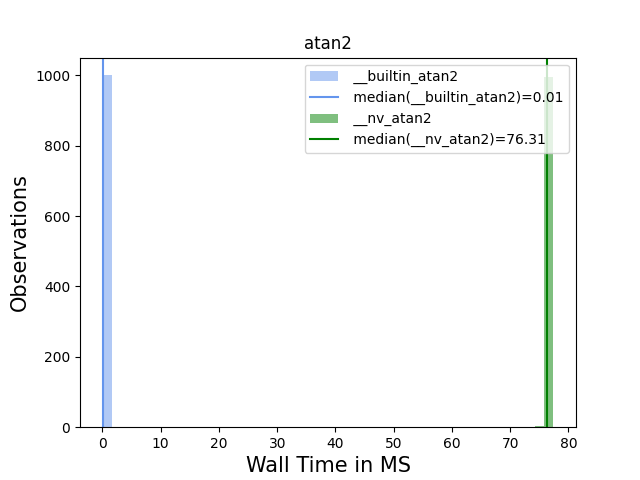 atan2
1000
800
600
400
200
0
Observations
__builtin_atan2
median(__builtin_atan2)=0.01
__nv_atan2
median(__nv_atan2)=76.31
0 10 20 30 40 50 60 70 80
Wall Time in MS